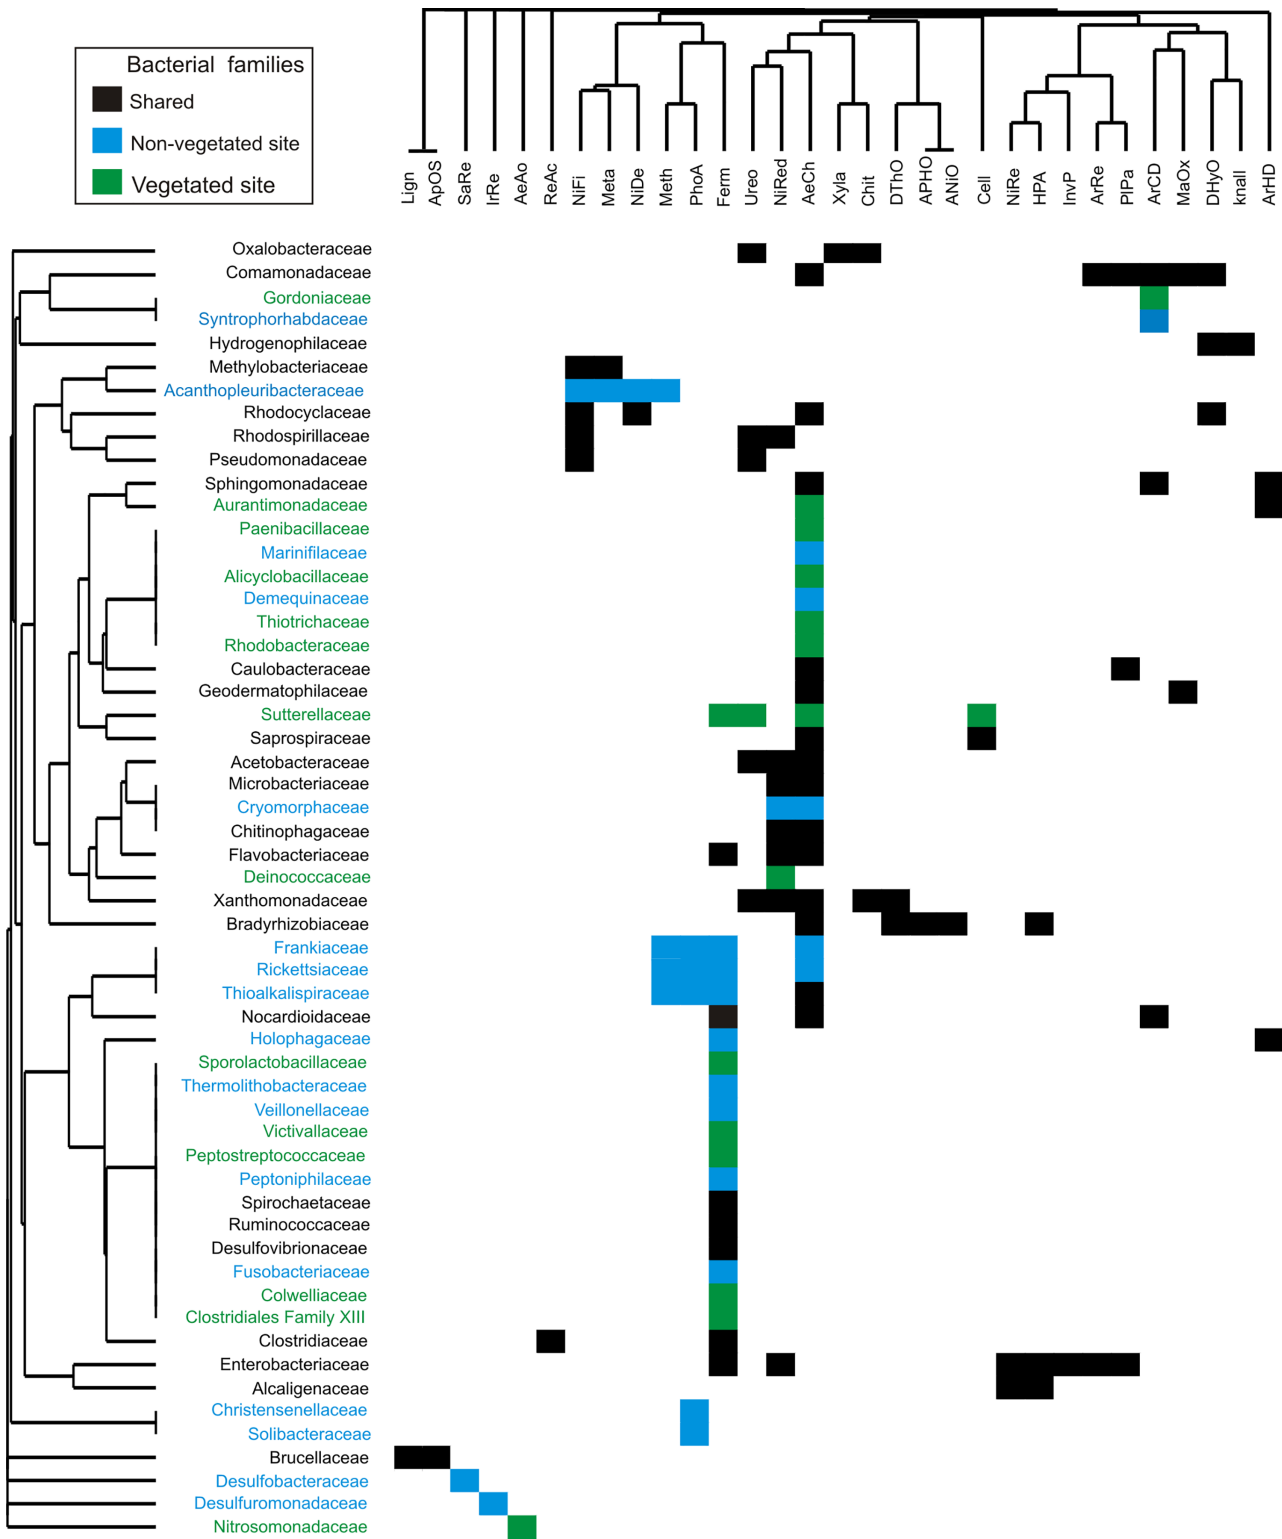 Bacterial families
Shared
Non-vegetated site
Vegetated site
Lign
ApOS
SaRe
IrRe
AeAo
ReAc
NiFi
Meta
NiDe
Meth
PhoA
Ferm
Ureo
NiRed
AeCh
Xyla
Chit
DThO
APHO
ANiO
Cell
NiRe
HPA
InvP
ArRe
PlPa
ArCD
MaOx
DHyO
knall
ArHD
Oxalobacteraceae
Comamonadaceae
Gordoniaceae
Syntrophorhabdaceae
Hydrogenophilaceae
Methylobacteriaceae
Acanthopleuribacteraceae
Rhodocyclaceae
Rhodospirillaceae
Pseudomonadaceae
Sphingomonadaceae
Aurantimonadaceae
Paenibacillaceae
Marinifilaceae
Alicyclobacillaceae
Demequinaceae
Thiotrichaceae
Rhodobacteraceae
Caulobacteraceae
Geodermatophilaceae
Sutterellaceae
Saprospiraceae
Acetobacteraceae
Microbacteriaceae
Cryomorphaceae
Chitinophagaceae
Flavobacteriaceae
Deinococcaceae
Xanthomonadaceae
Bradyrhizobiaceae
Frankiaceae
Rickettsiaceae
Thioalkalispiraceae
Nocardioidaceae
Holophagaceae
Sporolactobacillaceae
Thermolithobacteraceae
Veillonellaceae
Victivallaceae
Peptostreptococcaceae
Peptoniphilaceae
Spirochaetaceae
Ruminococcaceae
Desulfovibrionaceae
Fusobacteriaceae
Colwelliaceae
Clostridiales Family XIII
Clostridiaceae
Enterobacteriaceae
Alcaligenaceae
Christensenellaceae
Solibacteraceae
Brucellaceae
Desulfobacteraceae
Desulfuromonadaceae
Nitrosomonadaceae